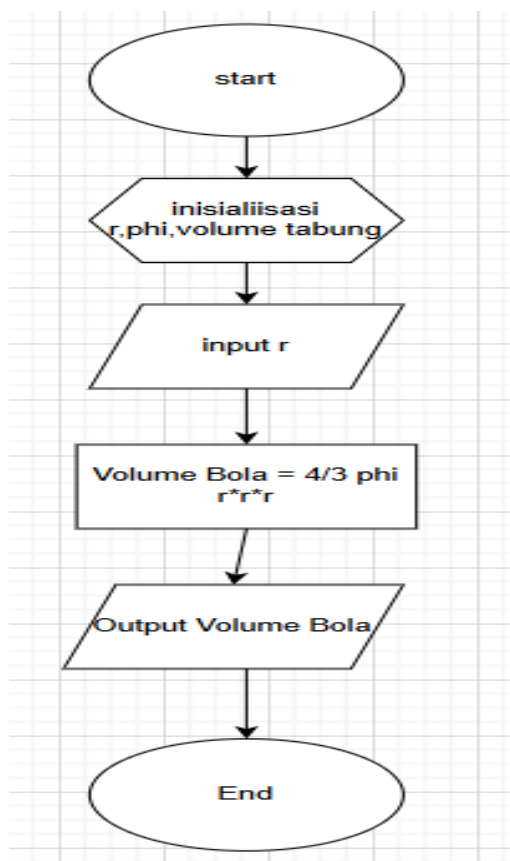 start
inisialiisasi
r,phi,volume tabung
input r
Volume Bola = 4/3 phi
r*r*r
Output Volume Bola
End